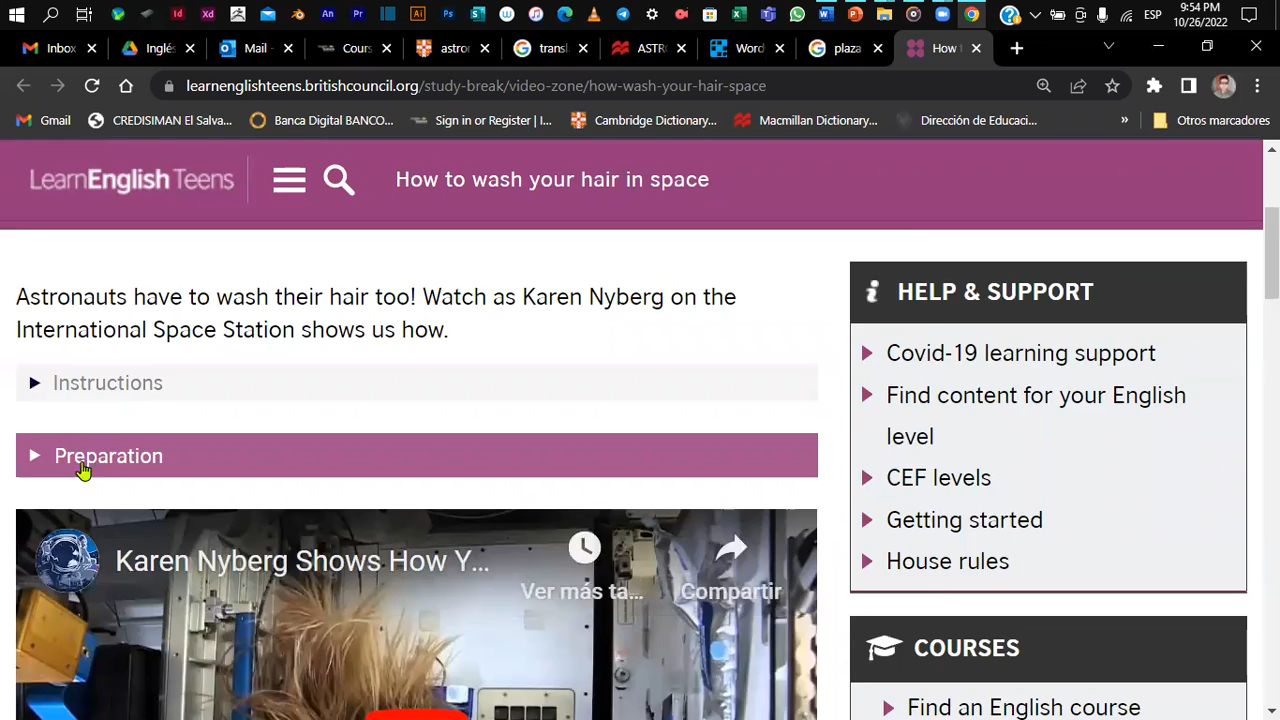 9:54 PM
ESP
10/26/2022
Inbox
Inglés
Mail -
Cours
astror
transl
ASTR
Word
plaza
How t
learnenglishteens.britishcouncil.org/study-break/video-zone/how-wash-your-hair-space
Gmail
CREDISIMAN El Salva...
Banca Digital BANCO...
Sign in or Register | I...
Cambridge Dictionary...
Macmillan Dictionary...
Dirección de Educaci...
»
Otros marcadores
LearnEnglish Teens
How to wash your hair in space
Astronauts have to wash their hair too! Watch as Karen Nyberg on the
International Space Station shows us how.
Instructions
Preparation
Karen Nyberg Shows How Y...
Ver más ta...
Compartir
HELP & SUPPORT
Covid-19 learning support
Find content for your English
level
CEF levels
Getting started
House rules
COURSES
Find an English course